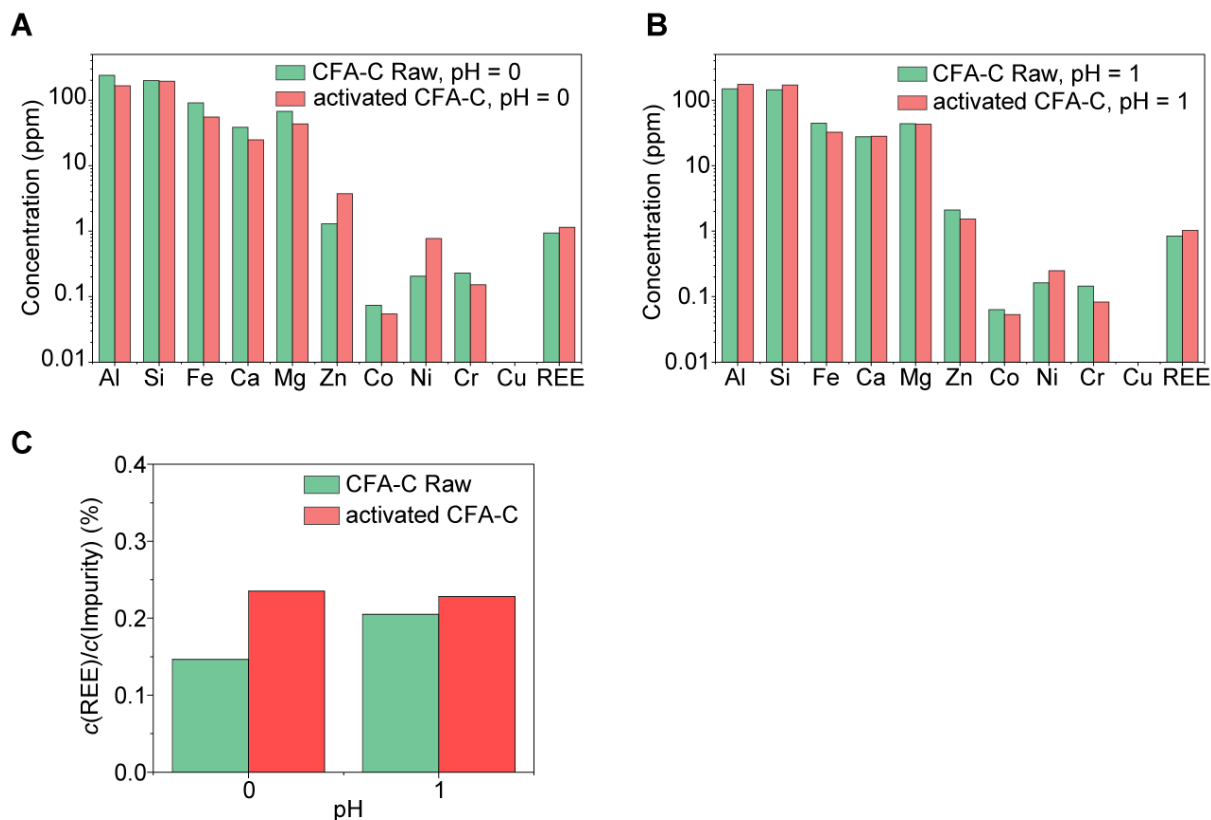 A
Concentration (ppm)
100
10
1
0.1
0.01
CFA-C Raw, pH = 0
activated CFA-C, pH = 0
Al Si Fe Ca Mg Zn Co Ni Cr Cu REE
B
Concentration (ppm)
100
10
1
0.1
0.01
CFA-C Raw, pH = 1
activated CFA-C, pH = 1
Al Si Fe Ca Mg Zn Co Ni Cr Cu REE
C
c(REE)/c(Impurity) (%)
0.4
0.3
0.2
0.1
0.0
CFA-C Raw
activated CFA-C
0 1
pH